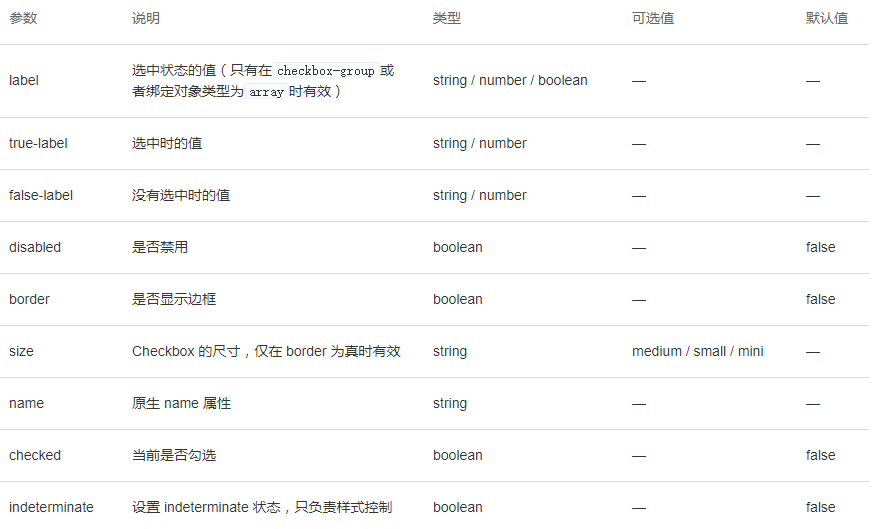 参数 说明 类型 可选值 默认值
label 选中状态的值（只有在 checkbox-group 或者绑定对象类型为 array 时有效） string / number / boolean — —
true-label 选中时的值 string / number — —
false-label 没有选中时的值 string / number — —
disabled 是否禁用 boolean — false
border 是否显示边框 boolean — false
size Checkbox 的尺寸，仅在 border 为真时有效 string medium / small / mini —
name 原生 name 属性 string — —
checked 当前是否勾选 boolean — false
indeterminate 设置 indeterminate 状态，只负责样式控制 boolean — false